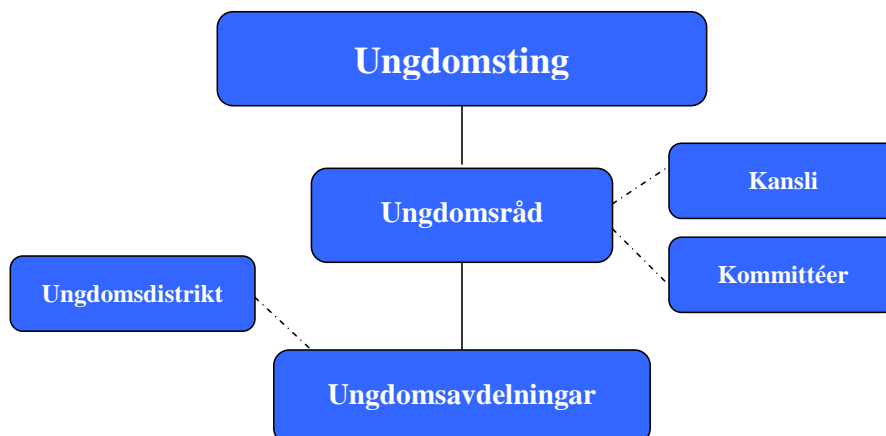 Ungdomsting
Kansli
Ungdomsråd
Kommittéer
Ungdomsdistrikt
Ungdomsavdelningar